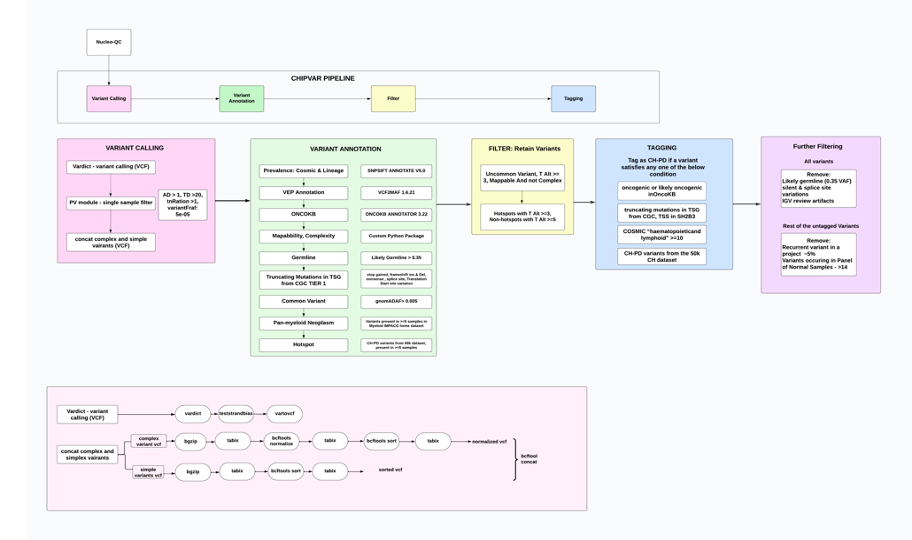 Nucleo-QC
CHIPVAR PIPELINE
Variant Calling
Variant
Annotation
Filter
Tagging
VARIANT CALLING
Vardict - variant calling (VCF)
PV module - single sample filter
concat complex and simple
vairants (VCF)
AD > 1, TD >20,
tnRation >1,
variantFraf:
5e-05
VARIANT ANNOTATION
Prevalence: Cosmic & Lineage
SNPSIFT ANNOTATE V5.0
VEP Annotation
VCF2MAF 1.6.21
ONCOKB
ONCOKB ANNOTATOR 3.22
Mapabbility, Complexity
Custom Python Package
Germline
Likely Germline > 0.35
Truncating Mutations in TSG
from CGC TIER 1
stop gained, frameshift ins & Del,
nonsense , splice site, Translation
Start site variation
Common Variant
gnomADAF> 0.005
Pan-myeloid Neoplasm
Variants present in >=5 samples in
Myeloid IMPACG heme dataset
Hotspot
CH-PD variants from 50k dataset,
present in >=5 samples
FILTER: Retain Variants
Uncommon Variant, T Alt >=
3, Mappable And not Complex
Hotspots with T Alt >=3,
Non-hotspots with T Alt >=5
TAGGING
Tag as CH-PD if a variant
satisfies any one of the below
condition
oncogenic or likely encogenic
inOncoKB
truncating mutations in TSG
from CGC, TSS in SH2B3
COSMIC "haematopoieticand
lymphoid" >=10
CH-PD variants from the 50k
CH dataset
Further Filtering
All variants
Remove:
Likely germline (0.35 VAF)
silent & splice site
variations
IGV review artifacts
Rest of the untagged Variants
Remove:
Recurrent variant in a
project ~5%
Variants occuring in Panel
of Normal Samples - >14
Vardict - variant
calling (VCF)
vardict
teststrandbias
vartovcf
concat complex and
simplex vairants
complex
variant vcf
bgzip
tabix
bcftools
normalize
tabix
bcftools sort
tabix
normalized vcf
simple
variants vcf
bgzip
tabix
bcftools sort
tabix
sorted vcf
bcftool
concat